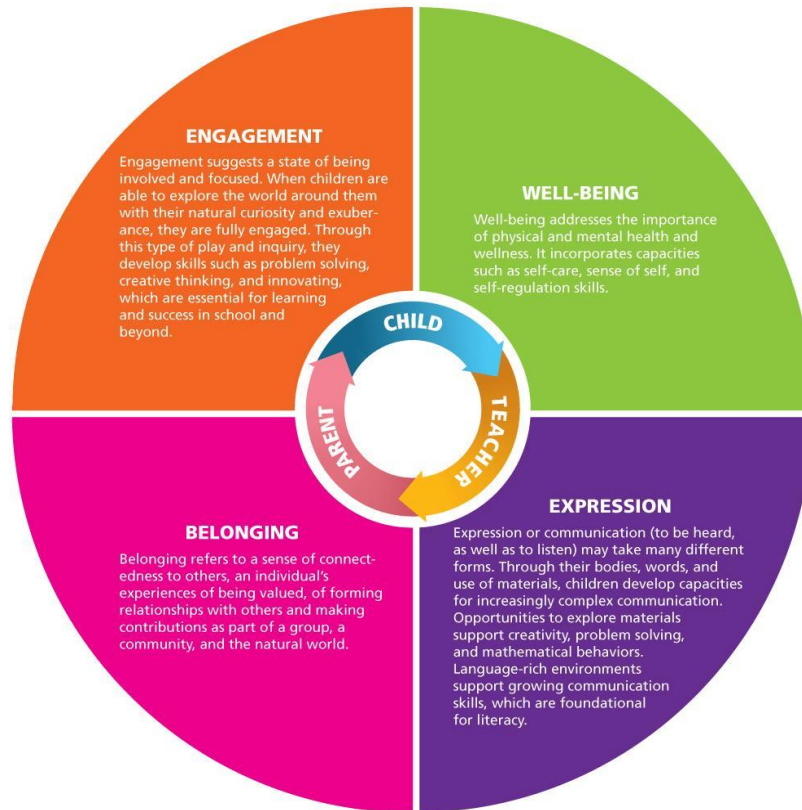 ENGAGEMENT
Engagement suggests a state of being
involved and focused. When children are
able to explore the world around them
with their natural curiosity and exuber-
ance, they are fully engaged. Through
this type of play and inquiry, they
develop skills such as problem solving,
creative thinking, and innovating,
which are essential for learning
and success in school and
beyond.
WELL-BEING
Well-being addresses the importance
of physical and mental health and
wellness. It incorporates capacities
such as self-care, sense of self, and
self-regulation skills.
CHILD
TEACHER
PARENT
BELONGING
Belonging refers to a sense of connect-
edness to others, an individual’s
experiences of being valued, of forming
relationships with others and making
contributions as part of a group, a
community, and the natural world.
EXPRESSION
Expression or communication (to be heard,
as well as to listen) may take many different
forms. Through their bodies, words, and
use of materials, children develop capacities
for increasingly complex communication.
Opportunities to explore materials
support creativity, problem solving,
and mathematical behaviors.
Language-rich environments
support growing communication
skills, which are foundational
for literacy.